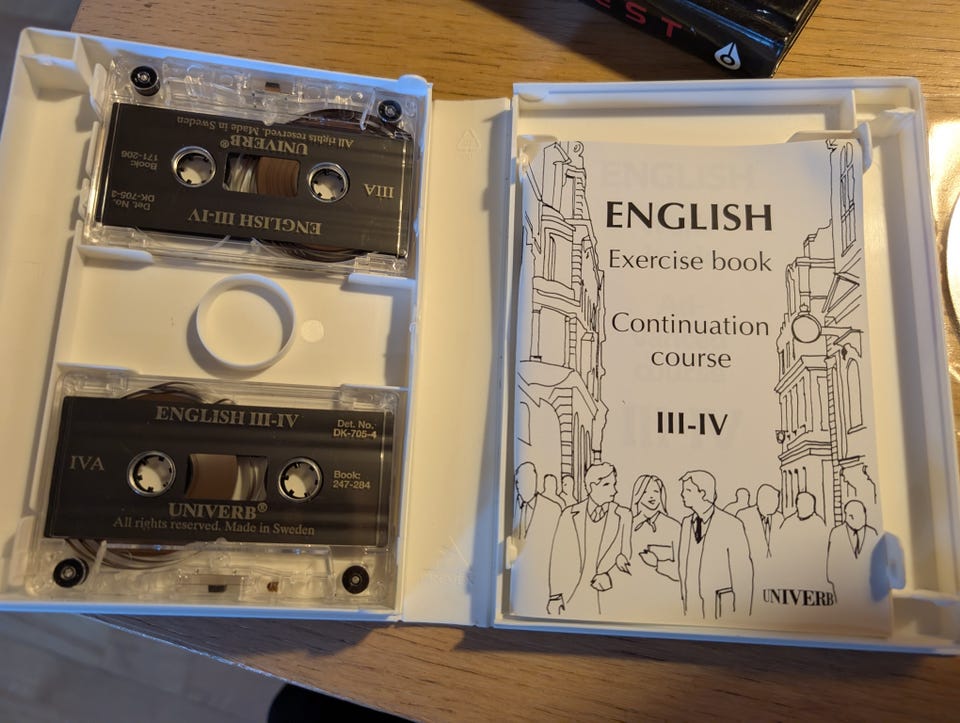 EST
ENGLISH III-IV
Det. No.
DK-705-3
IIIA
Book:
171-206
UNIVERB®
All rights reserved. Made in Sweden
ENGLISH III-IV
Det. No.
DK-705-4
IVA
Book:
247-284
UNIVERB®
All rights reserved. Made in Sweden
ENGLISH
Exercise book
Continuation
course
III-IV
UNIVERB